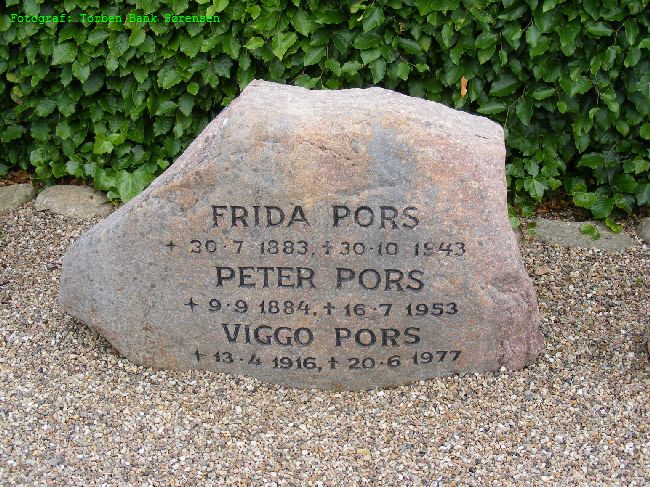 Fotograf: Torben Bank Sørensen
FRIDA PORS
+ 30·7 1883, + 30·10 1943
PETER PORS
+ 9·9 1884, + 16·7 1953
VIGGO PORS
+ 13·4 1916, + 20·6 1977